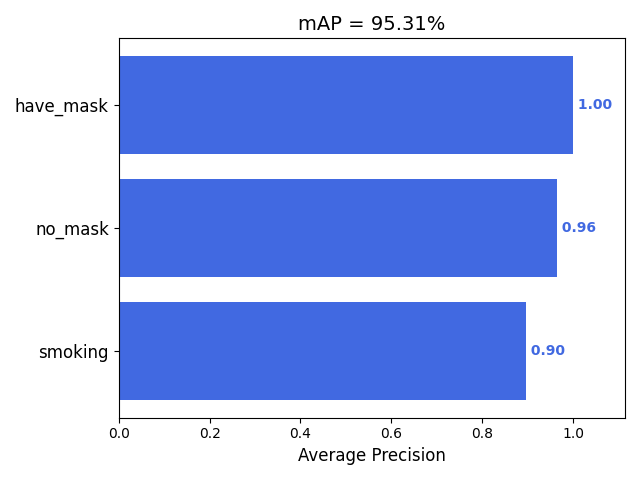 mAP = 95.31%
have_mask
1.00
no_mask
0.96
smoking
0.90
0.0 0.2 0.4 0.6 0.8 1.0
Average Precision